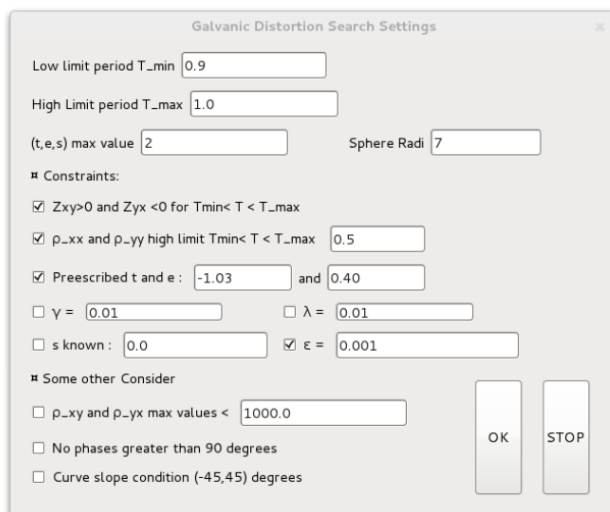 Galvanic Distortion Search Settings
Low limit period T_min 0.9
High Limit period T_max 1.0
(t,e,s) max value 2 Sphere Radi 7
¤ Constraints:
Zxy>0 and Zyx <0 for Tmin< T < T_max
ρ_xx and ρ_yy high limit Tmin< T < T_max 0.5
Preescribed t and e : -1.03 and 0.40
γ = 0.01 λ = 0.01
s known : 0.0 ε = 0.001
¤ Some other Consider
ρ_xy and ρ_yx max values < 1000.0
No phases greater than 90 degrees
Curve slope condition (-45,45) degrees
OK STOP